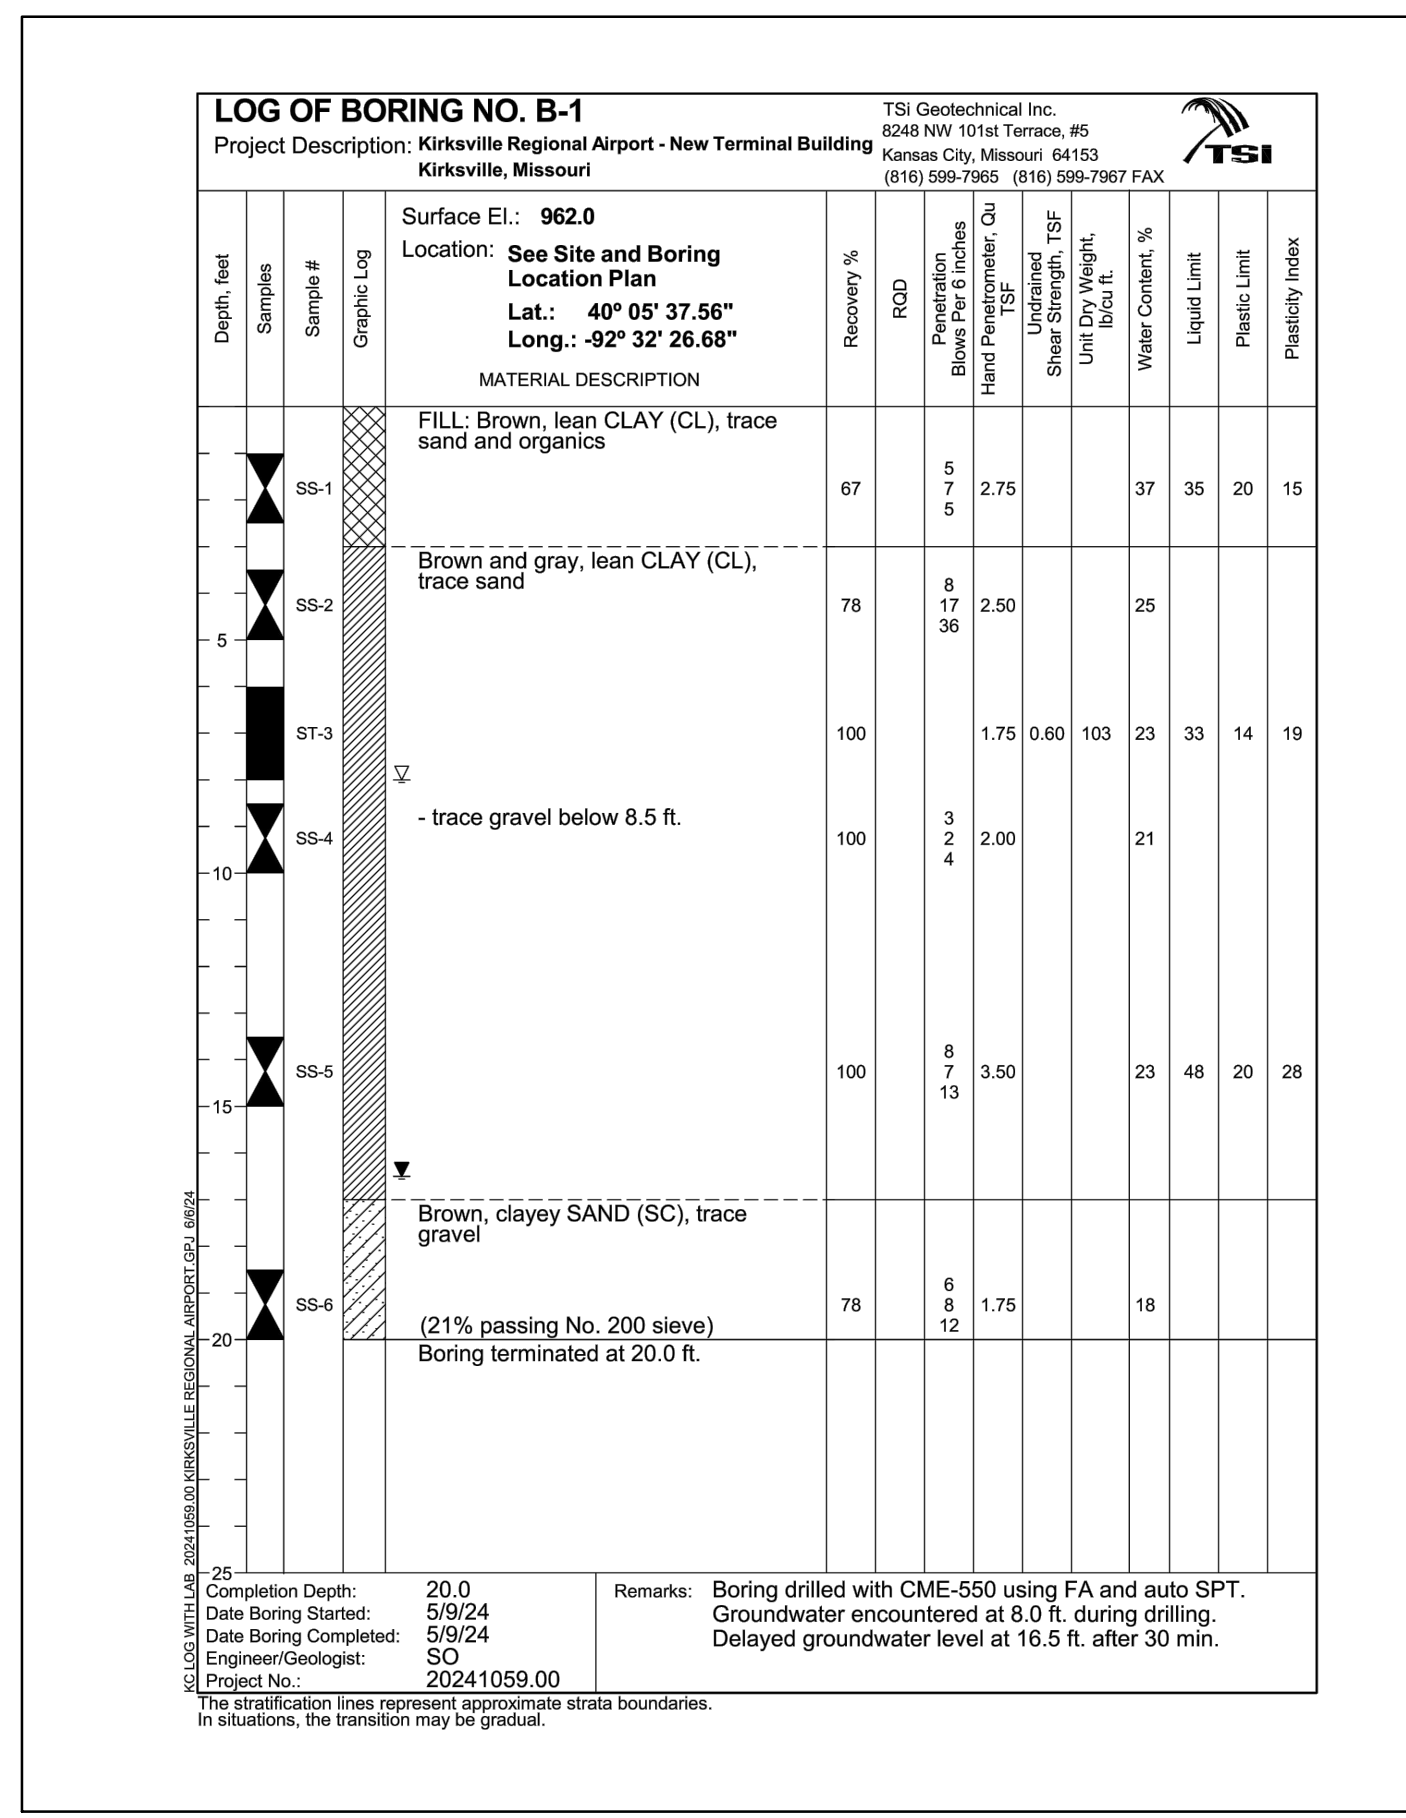 LOG OF BORING NO. B-1
Project Description: Kirksville Regional Airport - New Terminal Building
Kirksville, Missouri
TSi Geotechnical Inc.
8248 NW 101st Terrace, #5
Kansas City, Missouri 64153
(816) 599-7965 (816) 599-7967 FAX
TSi
Depth, feet
Samples
Sample #
Graphic Log
Surface El.: 962.0
Location: See Site and Boring
Location Plan
Lat.: 40º 05' 37.56"
Long.: -92º 32' 26.68"
MATERIAL DESCRIPTION
Recovery %
RQD
Penetration
Blows Per 6 inches
Hand Penetrometer, Qu
TSF
Undrained
Shear Strength, TSF
Unit Dry Weight,
lb/cu ft.
Water Content, %
Liquid Limit
Plastic Limit
Plasticity Index
FILL: Brown, lean CLAY (CL), trace
sand and organics
5
SS-1 67 7 2.75 37 35 20 15
5
Brown and gray, lean CLAY (CL),
trace sand
8
SS-2 78 17 2.50 25
36
5
ST-3 100 1.75 0.60 103 23 33 14 19
- trace gravel below 8.5 ft.
3
SS-4 100 2 2.00 21
4
10
8
SS-5 100 7 3.50 23 48 20 28
13
15
Brown, clayey SAND (SC), trace
gravel
6
SS-6 78 8 1.75 18
12
(21% passing No. 200 sieve)
20
Boring terminated at 20.0 ft.
25
KC LOG WITH LAB 20241059.00 KIRKSVILLE REGIONAL AIRPORT.GPJ 6/6/24
Completion Depth: 20.0
Date Boring Started: 5/9/24
Date Boring Completed: 5/9/24
Engineer/Geologist: SO
Project No.: 20241059.00
Remarks: Boring drilled with CME-550 using FA and auto SPT.
Groundwater encountered at 8.0 ft. during drilling.
Delayed groundwater level at 16.5 ft. after 30 min.
The stratification lines represent approximate strata boundaries.
In situations, the transition may be gradual.